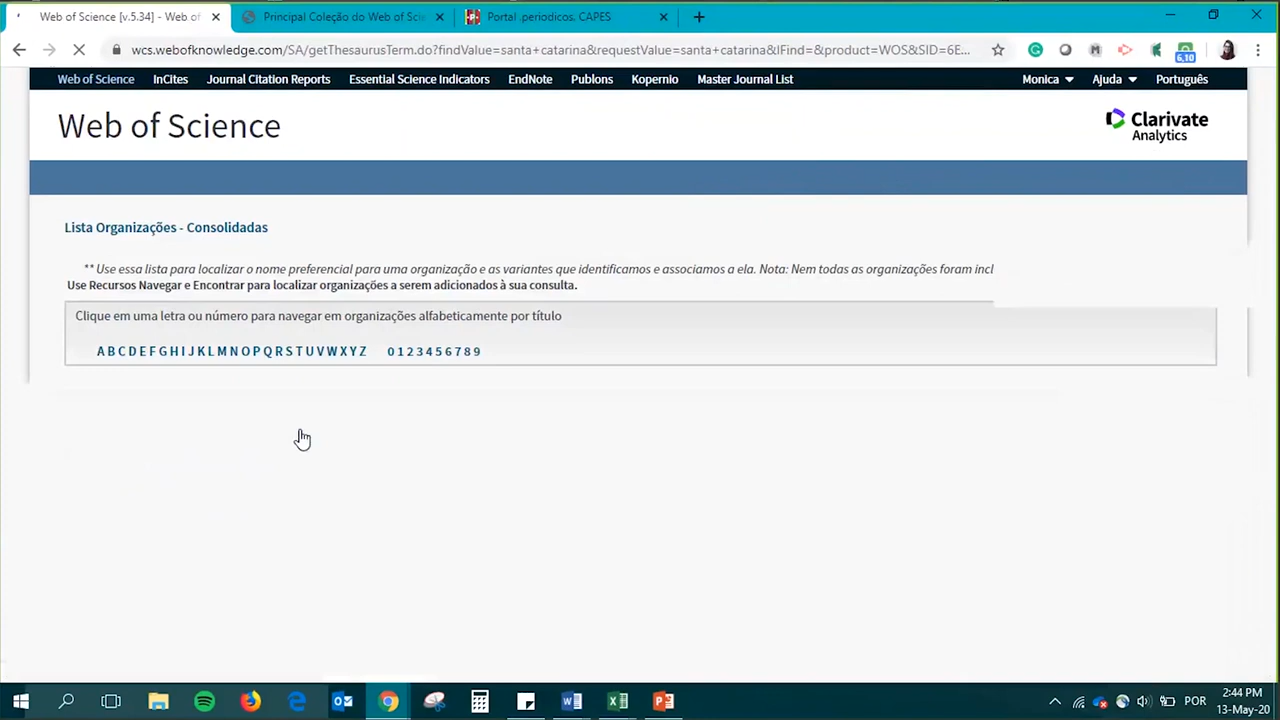 Web of Science [v.5.34] - Web of
Principal Coleção do Web of Scie
Portal .periodicos. CAPES
wcs.webofknowledge.com/SA/getThesaurusTerm.do?findValue=santa+catarina&requestValue=santa+catarina&IFind=&product=WOS&SID=6E...
6,10
Web of Science InCites Journal Citation Reports Essential Science Indicators EndNote Publons Kopernio Master Journal List Monica Ajuda Português
Web of Science
Clarivate
Analytics
Lista Organizações - Consolidadas
** Use essa lista para localizar o nome preferencial para uma organização e as variantes que identificamos e associamos a ela. Nota: Nem todas as organizações foram incl
Use Recursos Navegar e Encontrar para localizar organizações a serem adicionados à sua consulta.
Clique em uma letra ou número para navegar em organizações alfabeticamente por título
A B C D E F G H I J K L M N O P Q R S T U V W X Y Z 0 1 2 3 4 5 6 7 8 9
POR
2:44 PM
13-May-20